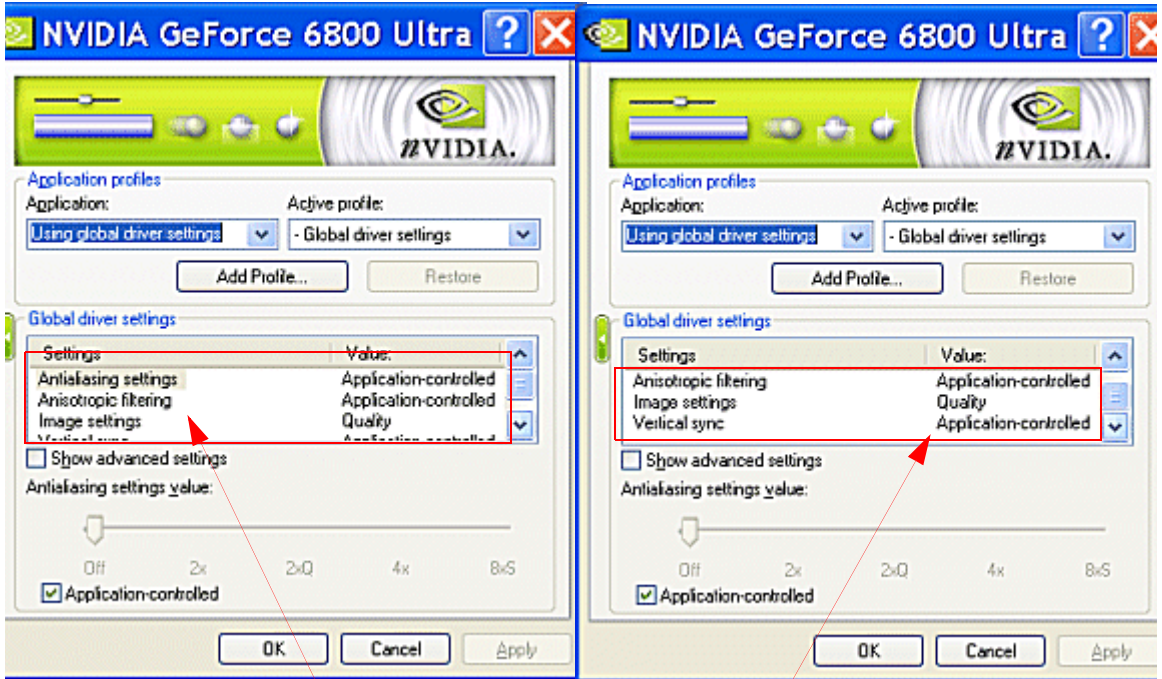 NVIDIA GeForce 6800 Ultra ?
nVIDIA.
Application profiles
Application: Active profile:
Using global driver settings - Global driver settings
Add Profile... Restore
Global driver settings
Settings Value:
Antialiasing settings Application-controlled
Anisotropic filtering Application-controlled
Image settings Quality
Vertical sync Application-controlled
Show advanced settings
Antialiasing settings value:
Off 2x 2xQ 4x 8xS
Application-controlled
OK Cancel Apply
NVIDIA GeForce 6800 Ultra ?
nVIDIA.
Application profiles
Application: Active profile:
Using global driver settings - Global driver settings
Add Profile... Restore
Global driver settings
Settings Value:
Anisotropic filtering Application-controlled
Image settings Quality
Vertical sync Application-controlled
Show advanced settings
Antialiasing settings value:
Off 2x 2xQ 4x 8xS
Application-controlled
OK Cancel Apply